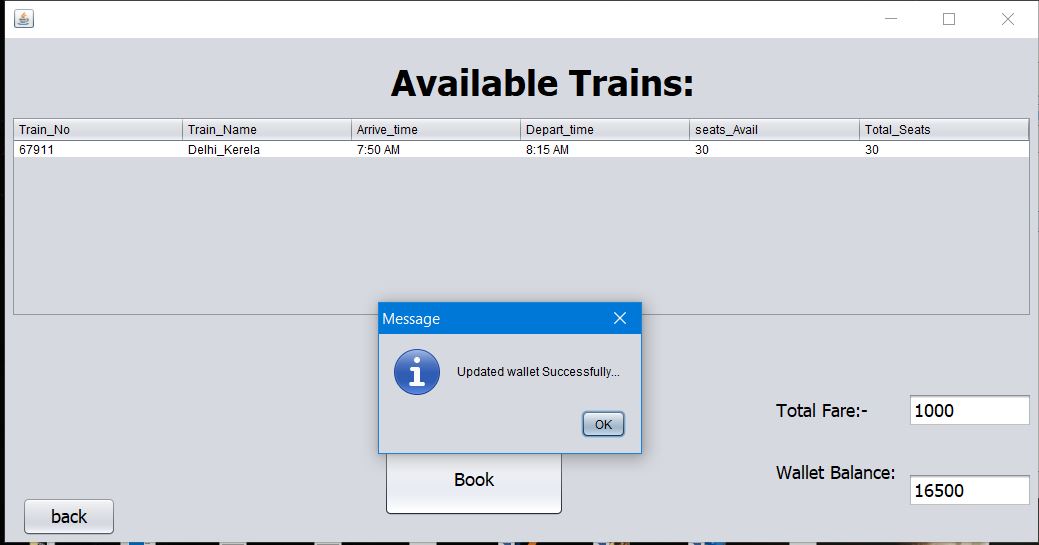 Available Trains:
Train_No Train_Name Arrive_time Depart_time seats_Avail Total_Seats
67911 Delhi_Kerela 7:50 AM 8:15 AM 30 30
Message
Updated wallet Successfully...
OK
Total Fare:- 1000
Wallet Balance: 16500
Book
back